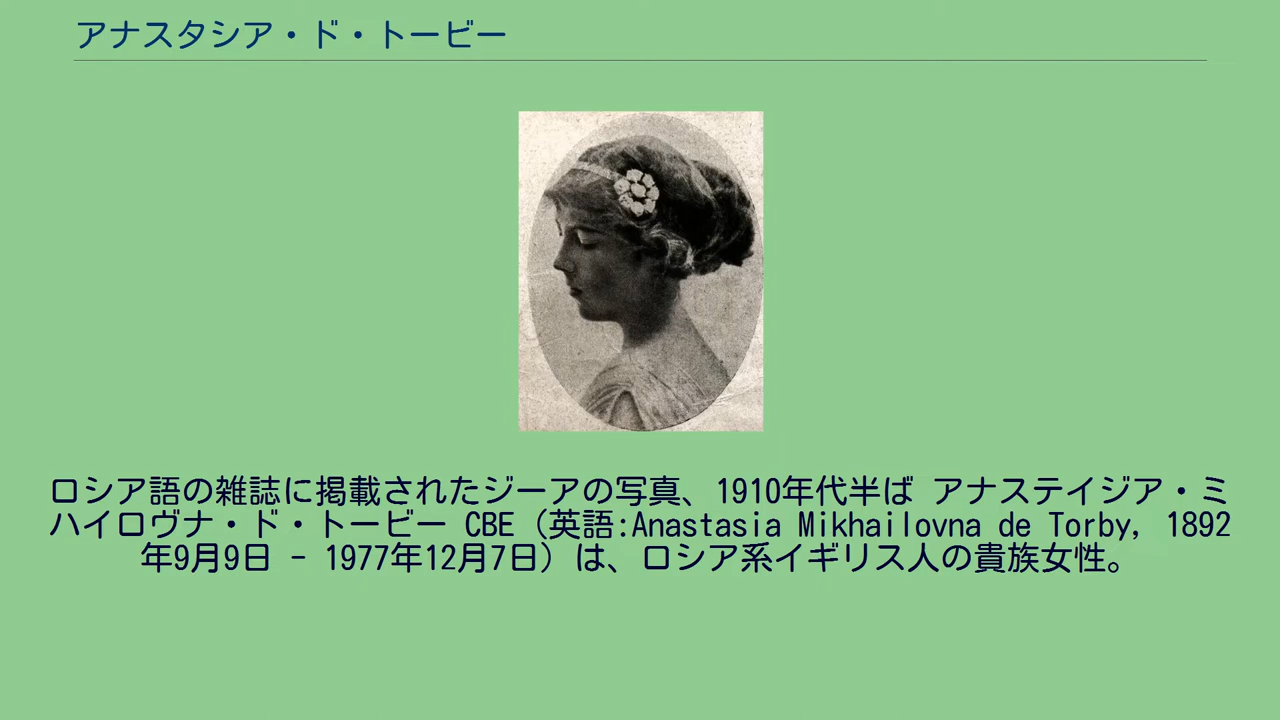 アナスタシア・ド・トービー
ロシア語の雑誌に掲載されたジーアの写真、1910年代半ば アナステイジア・ミ
ハイロヴナ・ド・トービー CBE（英語:Anastasia Mikhailovna de Torby, 1892
年9月9日 - 1977年12月7日）は、ロシア系イギリス人の貴族女性。